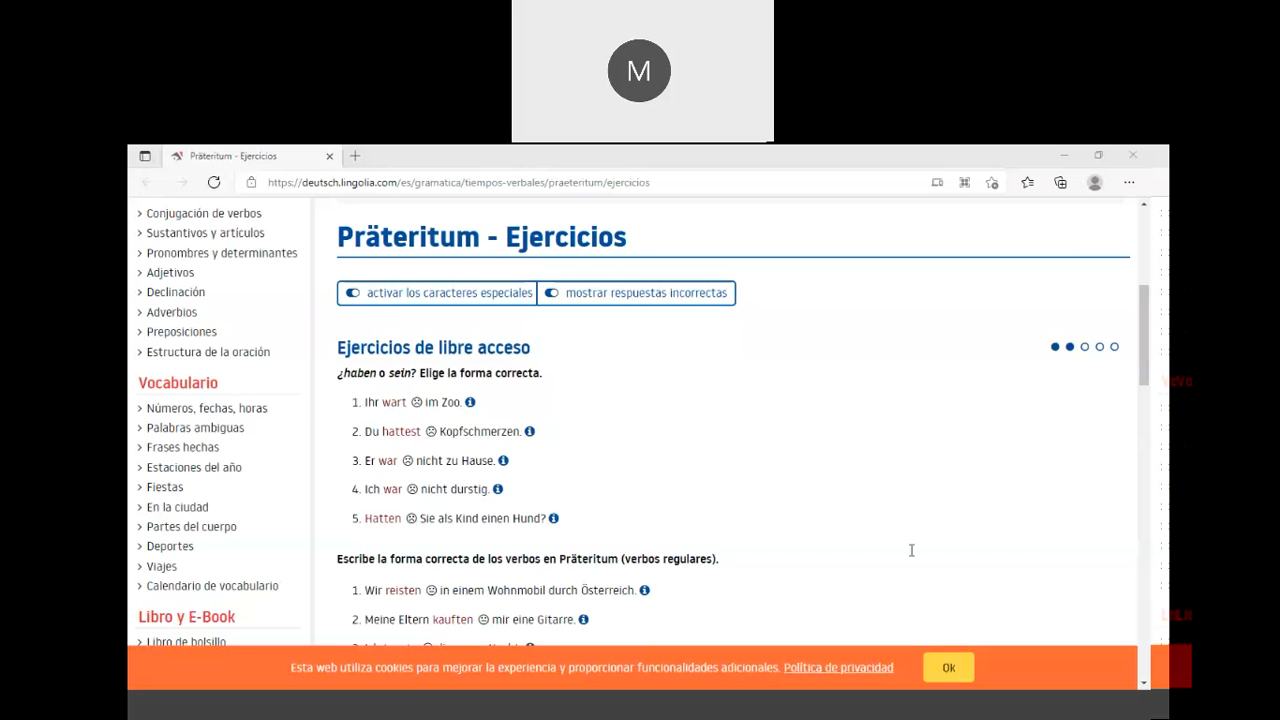 M
Präteritum - Ejercicios
https://deutsch.lingolia.com/es/gramatica/tiempos-verbales/praeteritum/ejercicios
Conjugación de verbos
Sustantivos y artículos
Pronombres y determinantes
Adjetivos
Declinación
Adverbios
Preposiciones
Estructura de la oración
Vocabulario
Números, fechas, horas
Palabras ambiguas
Frases hechas
Estaciones del año
Fiestas
En la ciudad
Partes del cuerpo
Deportes
Viajes
Calendario de vocabulario
Libro y E-Book
Libro de bolsillo
Präteritum - Ejercicios
activar los caracteres especiales
mostrar respuestas incorrectas
Ejercicios de libre acceso
¿haben o sein? Elige la forma correcta.
1. Ihr wart im Zoo.
2. Du hattest Kopfschmerzen.
3. Er war nicht zu Hause.
4. Ich war nicht durstig.
5. Hatten Sie als Kind einen Hund?
Escribe la forma correcta de los verbos en Präteritum (verbos regulares).
1. Wir reisten in einem Wohnmobil durch Österreich.
2. Meine Eltern kauften mir eine Gitarre.
Esta web utiliza cookies para mejorar la experiencia y proporcionar funcionalidades adicionales. Política de privacidad
Ok